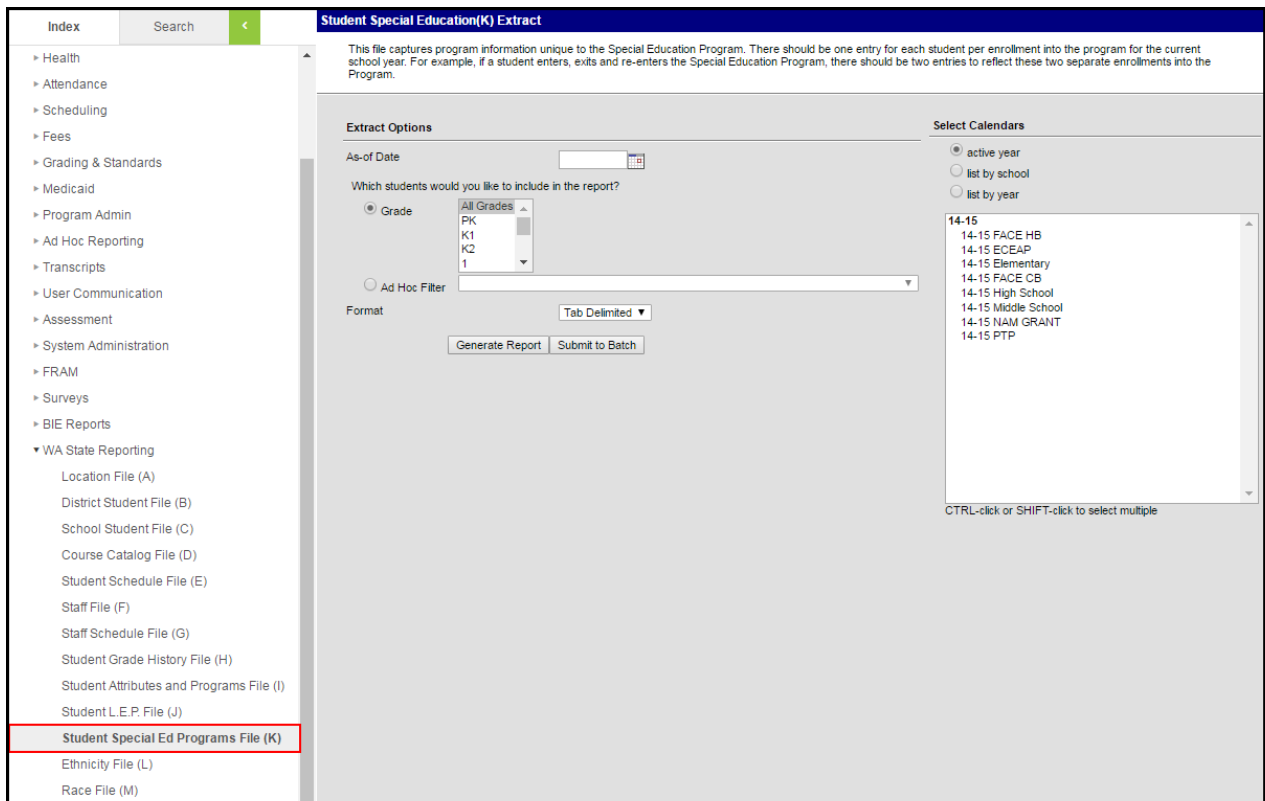 Index
Search
Health
Attendance
Scheduling
Fees
Grading & Standards
Medicaid
Program Admin
Ad Hoc Reporting
Transcripts
User Communication
Assessment
System Administration
FRAM
Surveys
BIE Reports
WA State Reporting
Location File (A)
District Student File (B)
School Student File (C)
Course Catalog File (D)
Student Schedule File (E)
Staff File (F)
Staff Schedule File (G)
Student Grade History File (H)
Student Attributes and Programs File (I)
Student L.E.P. File (J)
Student Special Ed Programs File (K)
Ethnicity File (L)
Race File (M)
Student Special Education(K) Extract
This file captures program information unique to the Special Education Program. There should be one entry for each student per enrollment into the program for the current
school year. For example, if a student enters, exits and re-enters the Special Education Program, there should be two entries to reflect these two separate enrollments into the
Program.
Extract Options
As-of Date
Which students would you like to include in the report?
Grade
All Grades
PK
K1
K2
1
Ad Hoc Filter
Format
Tab Delimited
Generate Report
Submit to Batch
Select Calendars
active year
list by school
list by year
14-15
14-15 FACE HB
14-15 ECEAP
14-15 Elementary
14-15 FACE CB
14-15 High School
14-15 Middle School
14-15 NAM GRANT
14-15 PTP
CTRL-click or SHIFT-click to select multiple